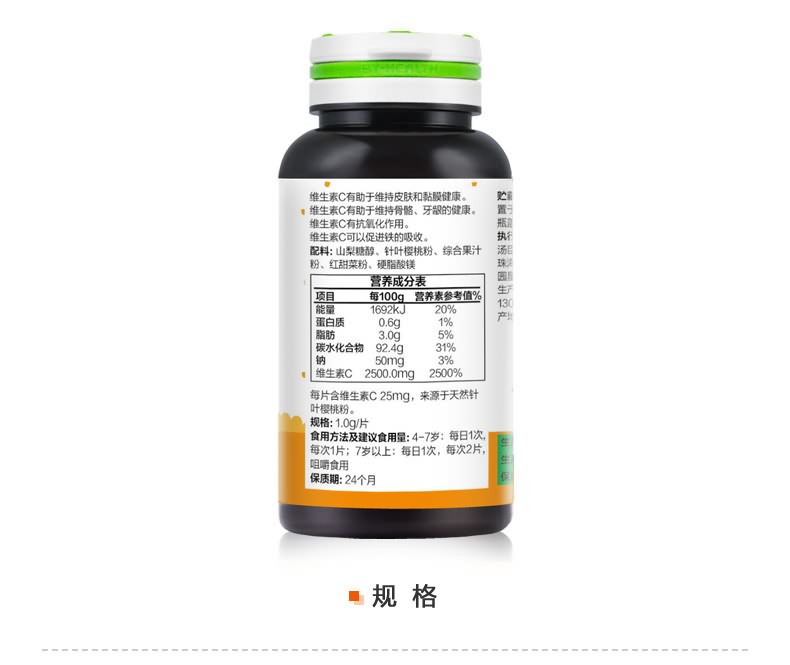 BY-HEALTH
维生素C有助于维持皮肤和黏膜健康。
维生素C有助于维持骨骼、牙龈的健康。
维生素C有抗氧化作用。
维生素C可以促进铁的吸收。
配料: 山梨糖醇、针叶樱桃粉、综合果汁
粉、红甜菜粉、硬脂酸镁
营养成分表
项目 每100g 营养素参考值%
能量 1692kJ 20%
蛋白质 0.6g 1%
脂肪 3.0g 5%
碳水化合物 92.4g 31%
钠 50mg 3%
维生素C 2500.0mg 2500%
每片含维生素C 25mg，来源于天然针
叶樱桃粉。
规格: 1.0g/片
食用方法及建议食用量: 4-7岁：每日1次,
每次1片；7岁以上：每日1次，每次2片,
咀嚼食用
保质期: 24个月
置于
执行
汤臣
生产
130
产地
规 格